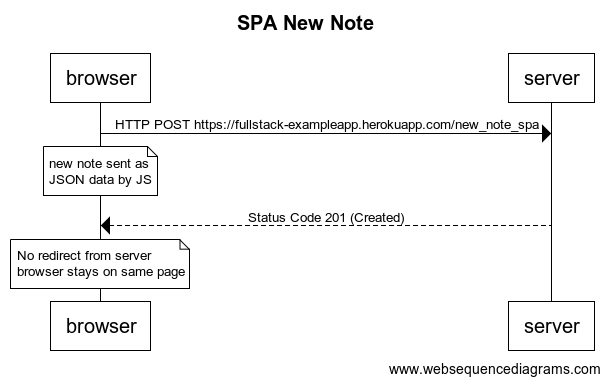 SPA New Note
browser
server
HTTP POST https://fullstack-exampleapp.herokuapp.com/new_note_spa
new note sent as
JSON data by JS
Status Code 201 (Created)
No redirect from server
browser stays on same page
browser
server
www.websequencediagrams.com